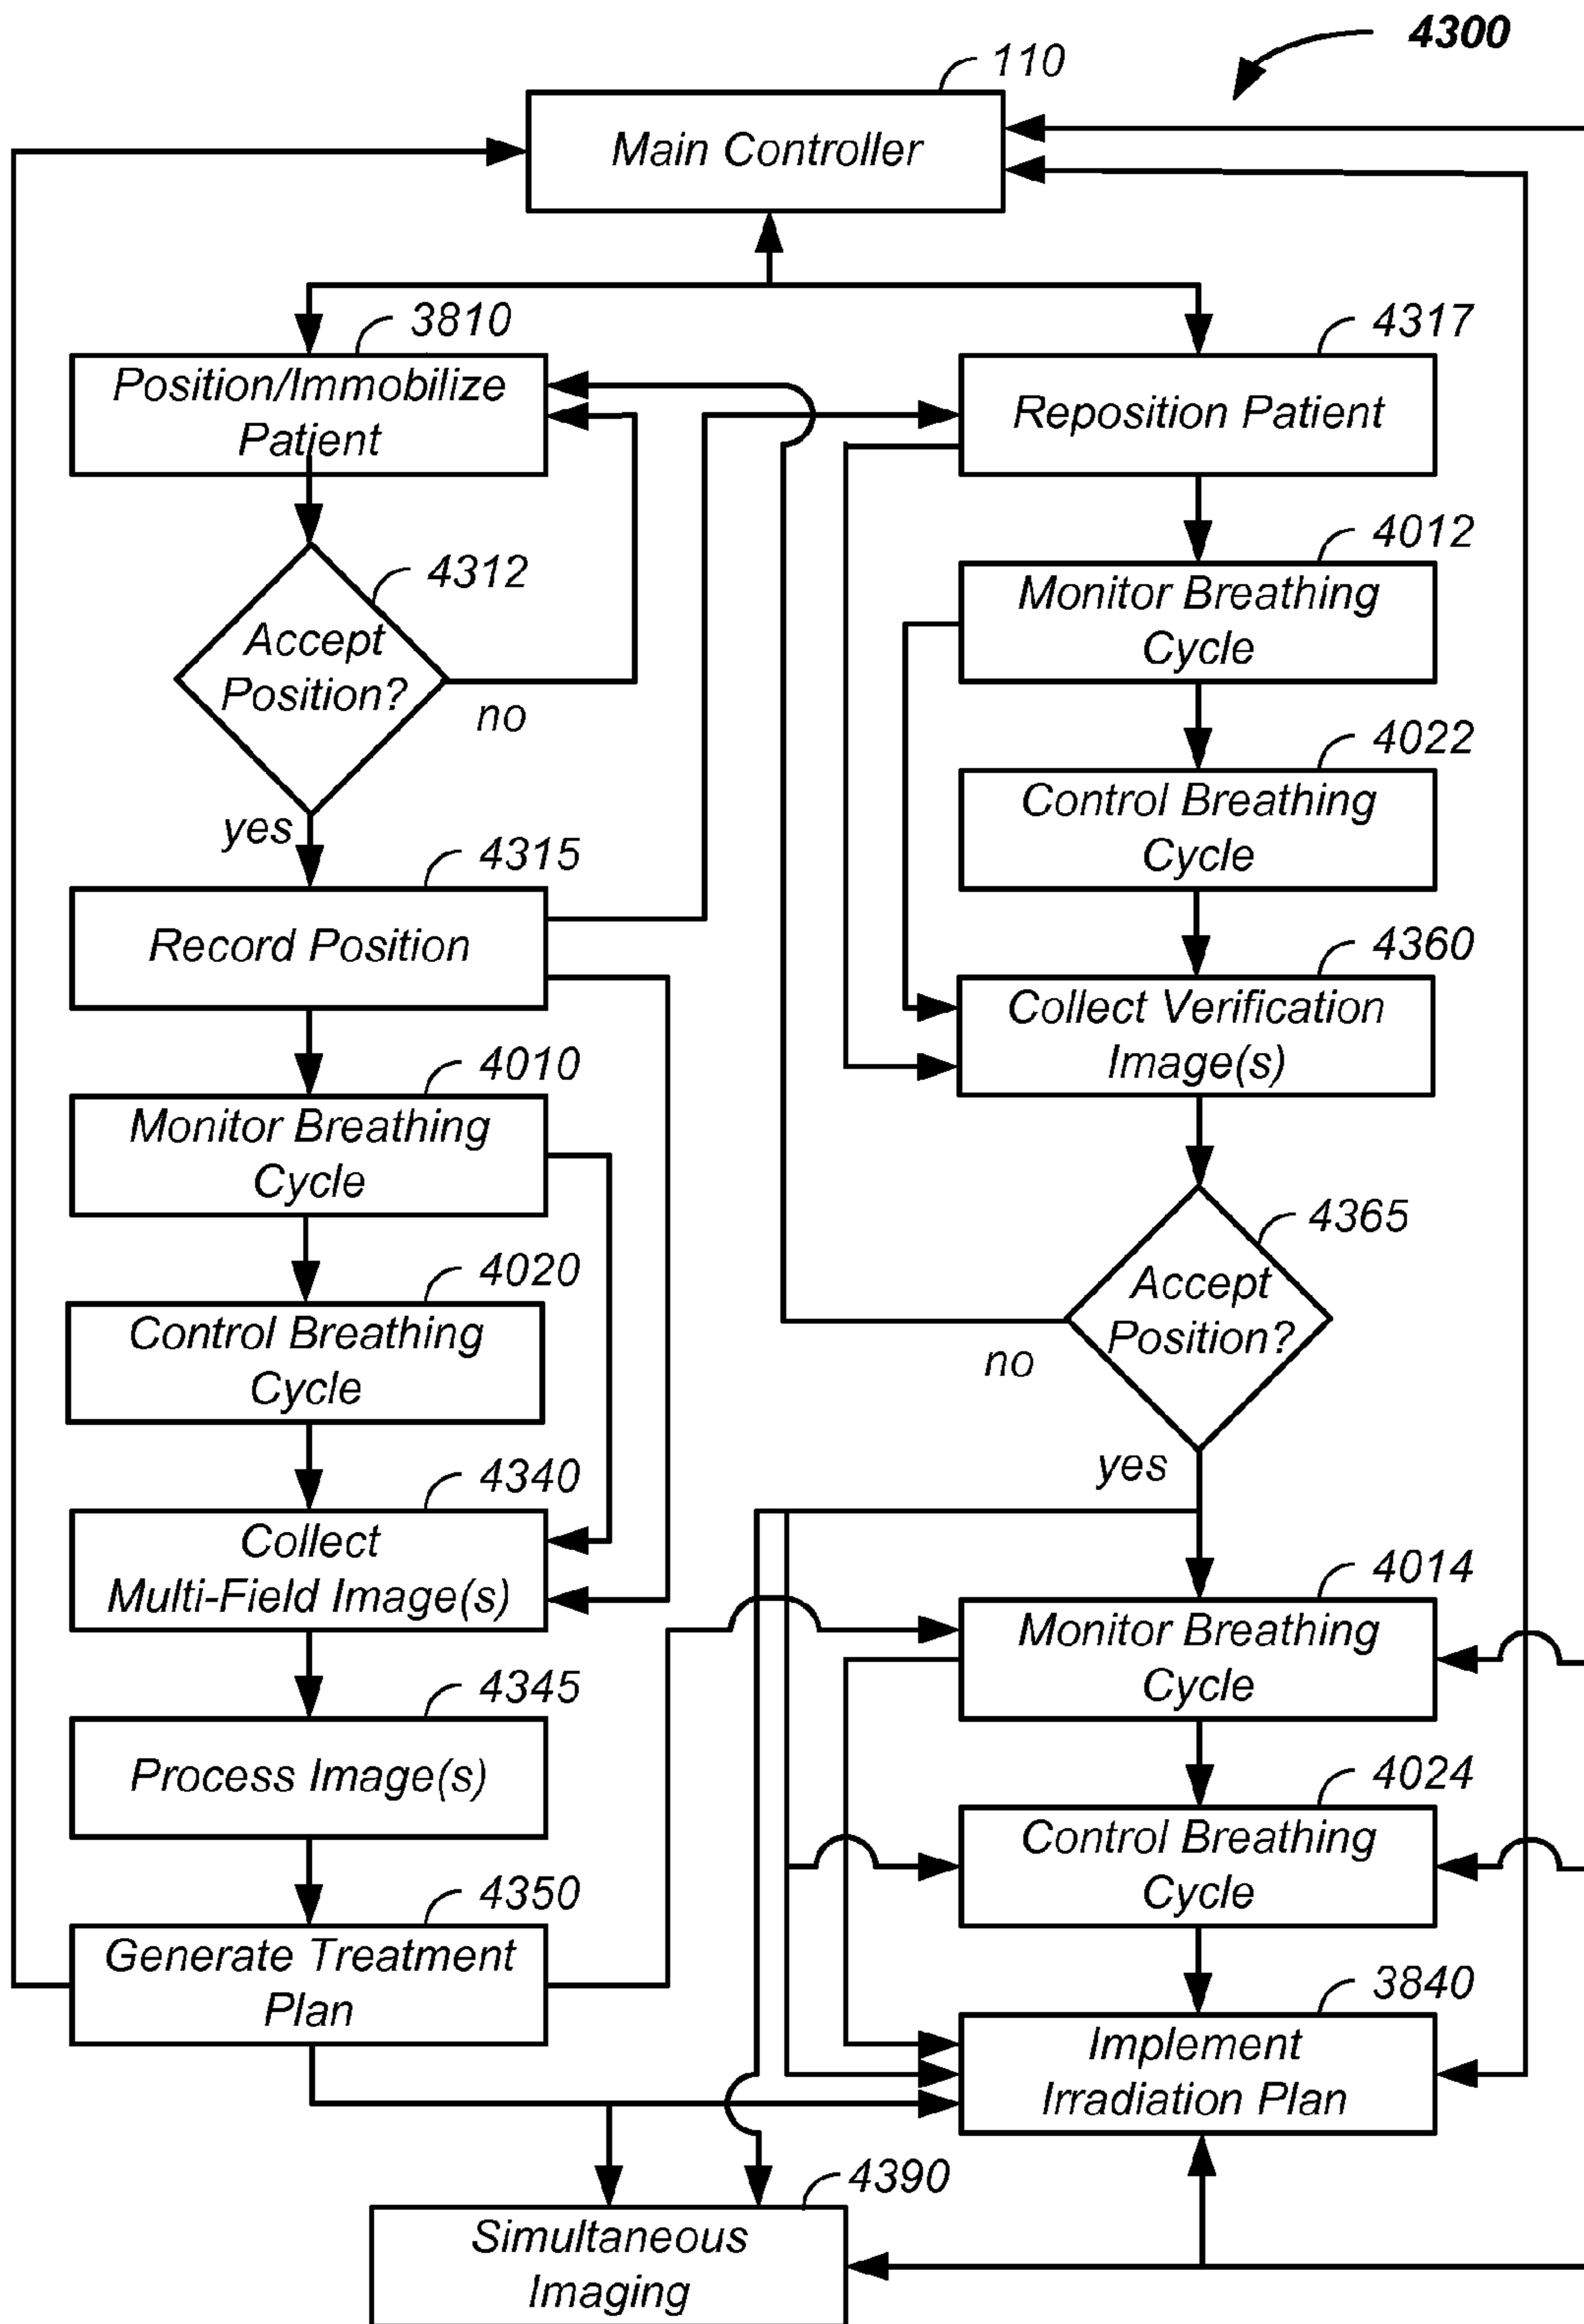 4300
110
Main Controller
3810
Position/Immobilize
Patient
4317
Reposition Patient
4312
Accept
Position?
no
yes
4012
Monitor Breathing
Cycle
4022
Control Breathing
Cycle
4315
Record Position
4360
Collect Verification
Image(s)
4010
Monitor Breathing
Cycle
4365
Accept
Position?
no
yes
4020
Control Breathing
Cycle
4340
Collect
Multi-Field Image(s)
4014
Monitor Breathing
Cycle
4345
Process Image(s)
4024
Control Breathing
Cycle
4350
Generate Treatment
Plan
3840
Implement
Irradiation Plan
4390
Simultaneous
Imaging